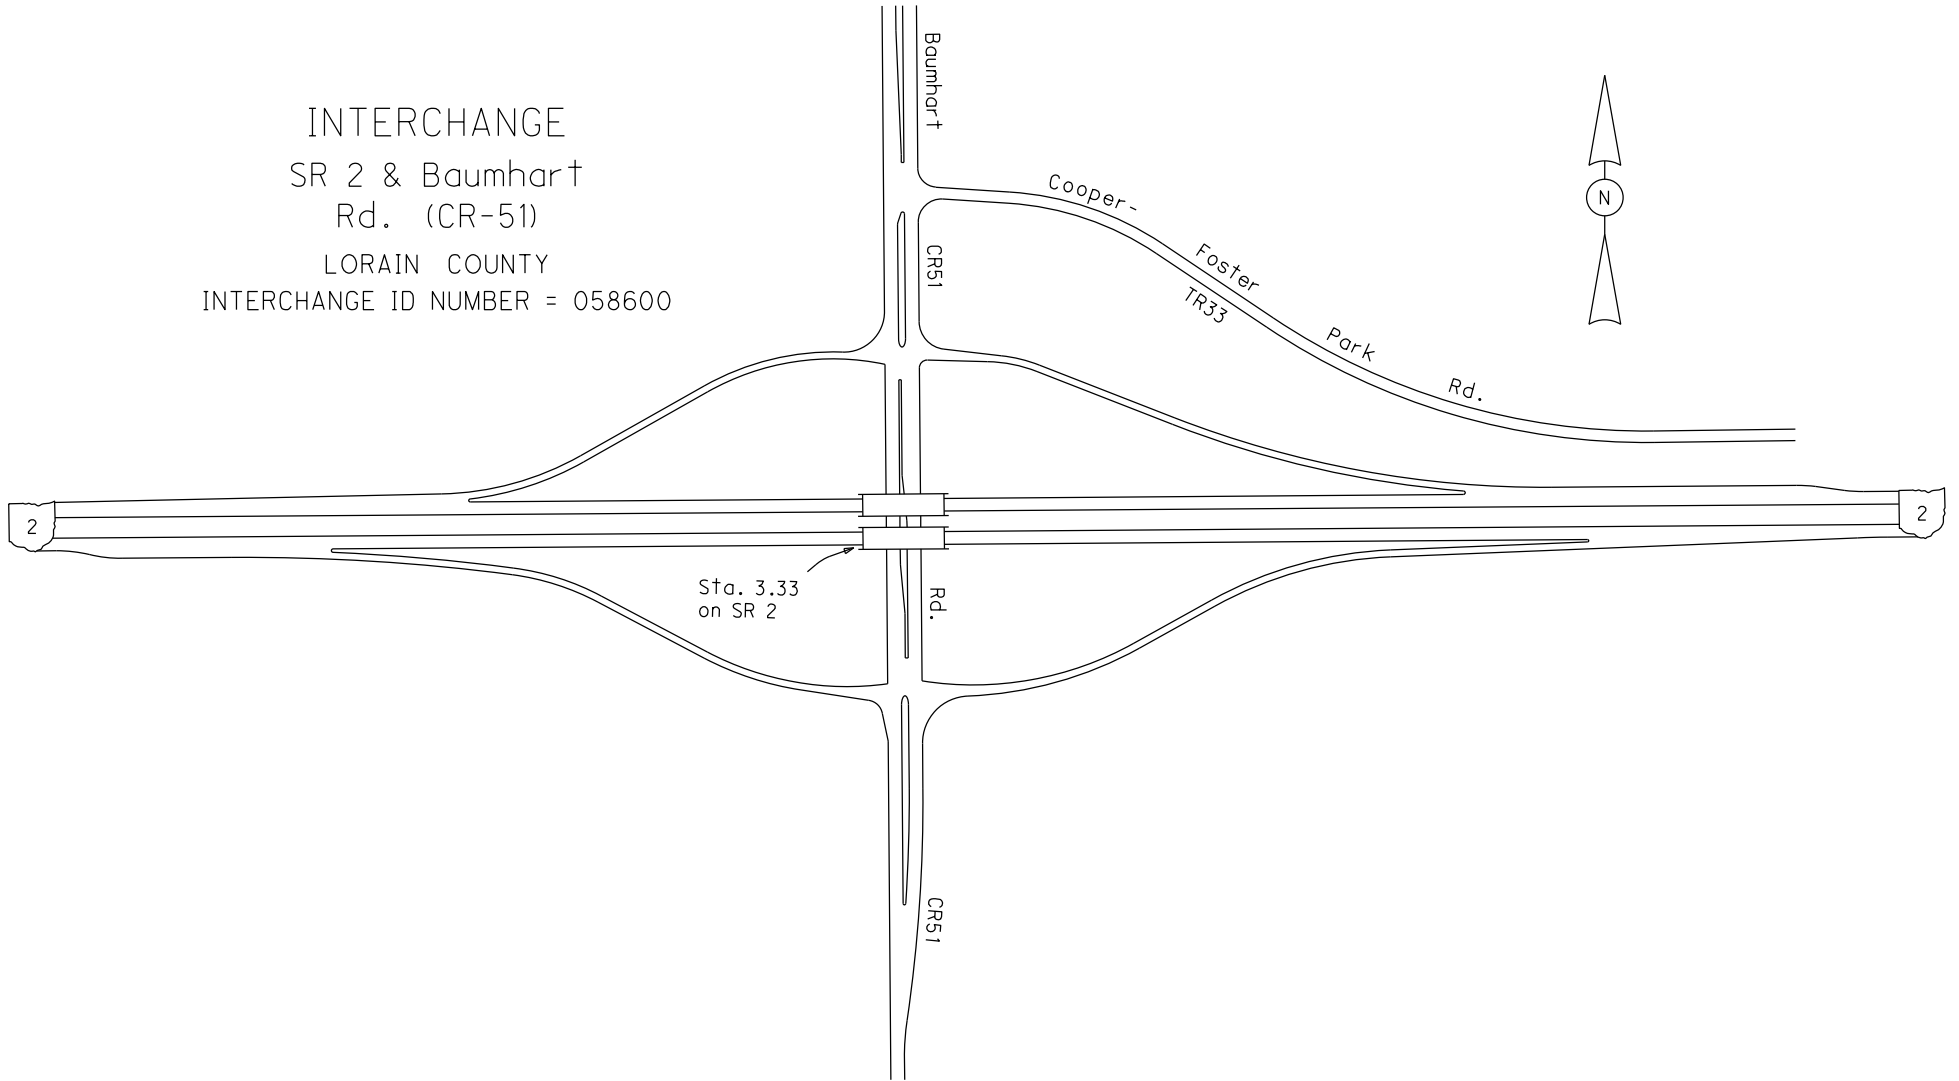 INTERCHANGE
SR 2 & Baumhart
Rd. (CR-51)
LORAIN COUNTY
INTERCHANGE ID NUMBER = 058600
Baumhart
CR51
Cooper-
Foster
Park
Rd.
TR33
N
2
2
Sta. 3.33
on SR 2
Rd.
CR51